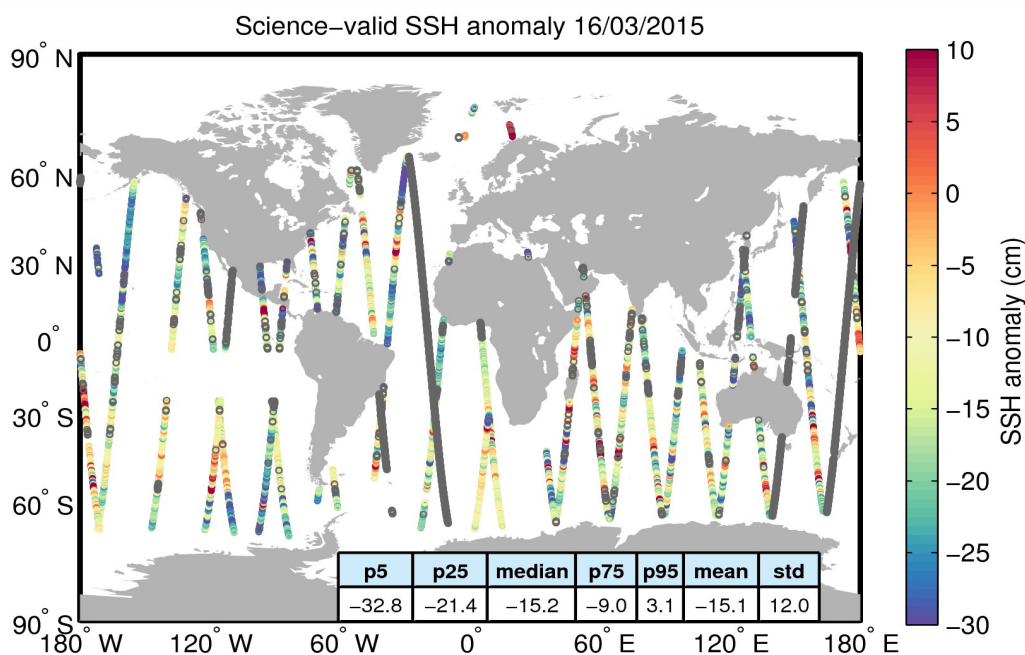 Science−valid SSH anomaly 16/03/2015
90° N
60° N
30° N
0°
30° S
60° S
90° S
180° W
120° W
60° W
0°
60° E
120° E
180° E
p5 p25 median p75 p95 mean std
−32.8 −21.4 −15.2 −9.0 3.1 −15.1 12.0
10
5
0
−5
−10
−15
−20
−25
−30
SSH anomaly (cm)